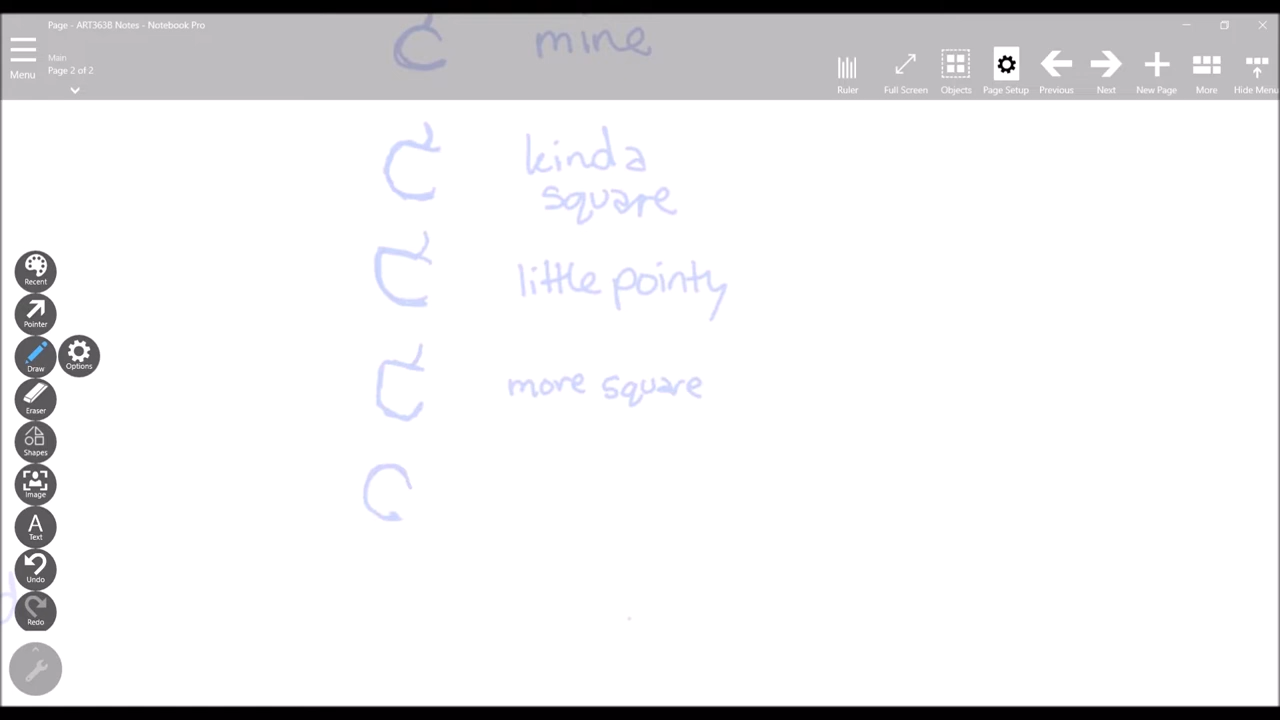 Page - ART363B Notes - Notebook Pro
Menu
Main
Page 2 of 2
Ruler
Full Screen
Objects
Page Setup
Previous
Next
New Page
More
Hide Menu
mine
kinda
square
little pointy
more square
Recent
Pointer
Draw
Options
Eraser
Shapes
Image
A
Text
Undo
Redo